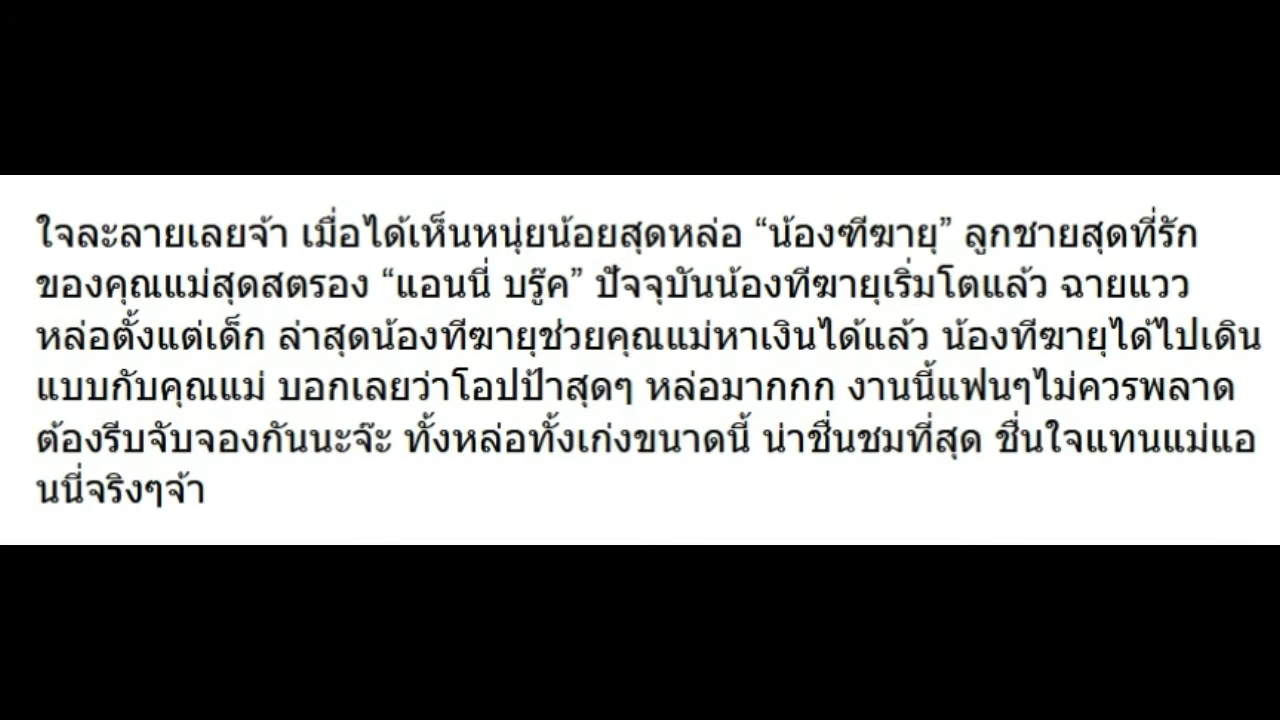 ใจละลายเลยจ้า เมื่อได้เห็นหนุ่ยน้อยสุดหล่อ “น้องฑีฆายุ” ลูกชายสุดที่รัก
ของคุณแม่สุดสตรอง “แอนนี่ บรู๊ค” ปัจจุบันน้องทีฆายุเริ่มโตแล้ว ฉายแวว
หล่อตั้งแต่เด็ก ล่าสุดน้องทีฆายุช่วยคุณแม่หาเงินได้แล้ว น้องทีฆายุได้ไปเดิน
แบบกับคุณแม่ บอกเลยว่าโอปป้าสุดๆ หล่อมากกก งานนี้แฟนๆไม่ควรพลาด
ต้องรีบจับจองกันนะจ๊ะ ทั้งหล่อทั้งเก่งขนาดนี้ น่าชื่นชมที่สุด ชื่นใจแทนแม่แอ
นนี่จริงๆจ้า